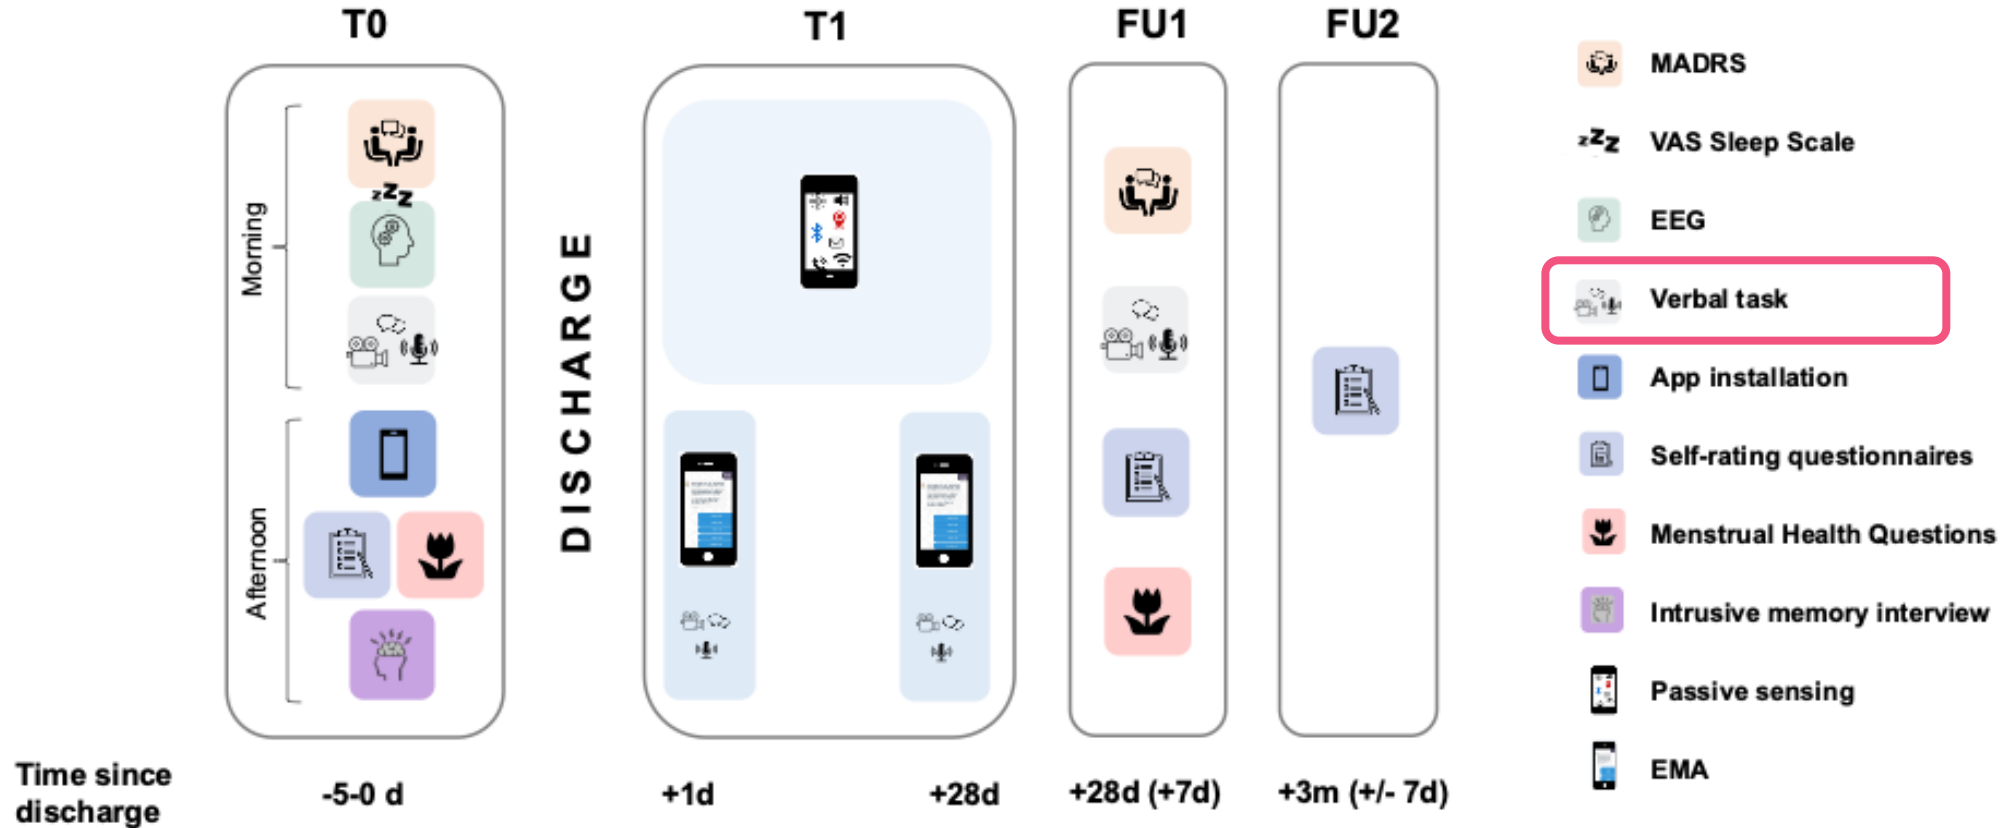 T0
T1
FU1
FU2
Morning
Afternoon
DISCHARGE
zZZ
MADRS
zZZ VAS Sleep Scale
EEG
Verbal task
App installation
Self-rating questionnaires
Menstrual Health Questions
Intrusive memory interview
Passive sensing
EMA
Time since
discharge
-5-0 d
+1d
+28d
+28d (+7d)
+3m (+/- 7d)